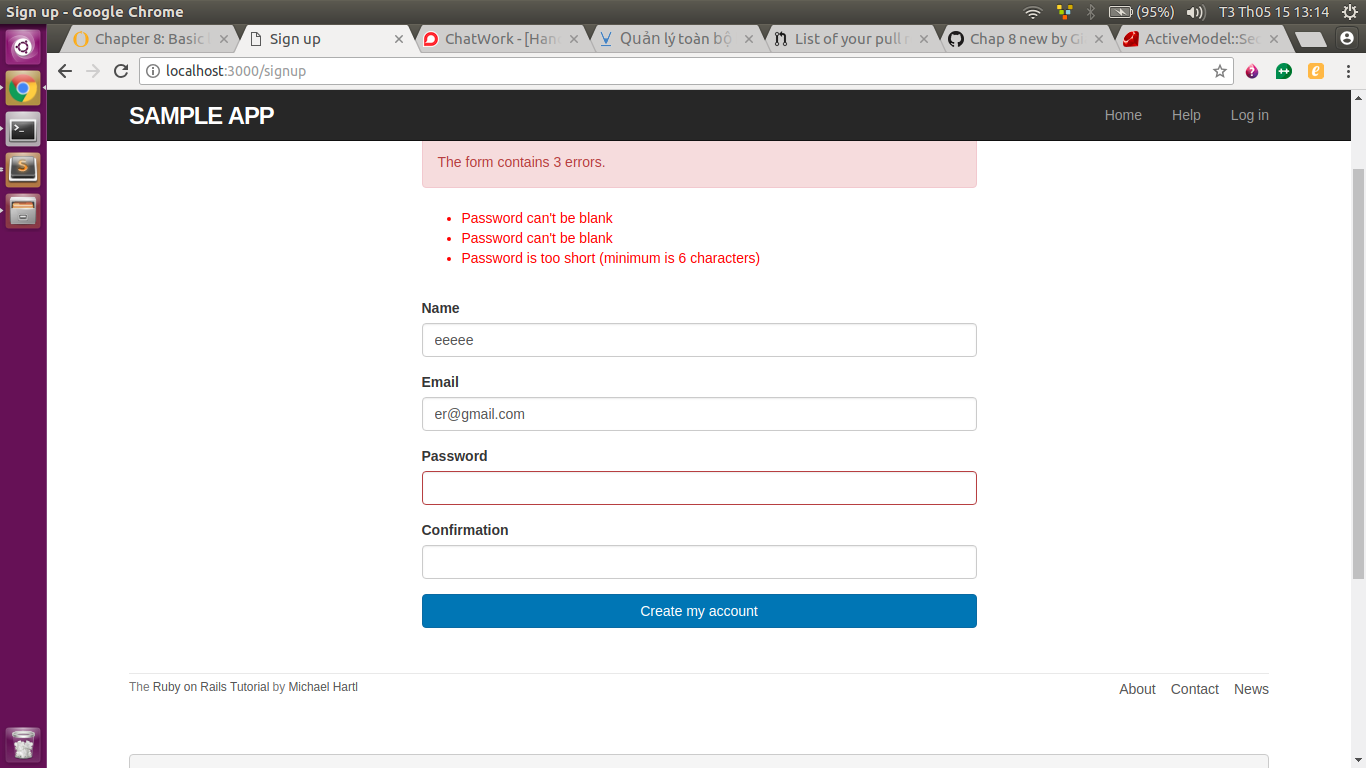 Sign up - Google Chrome
(95%) T3 Th05 15 13:14
Chapter 8: Basic
Sign up
ChatWork - [Han
Quản lý toàn bộ
List of your pull
Chap 8 new by
ActiveModel::Sec
localhost:3000/signup
SAMPLE APP
Home Help Log in
The form contains 3 errors.
Password can't be blank
Password can't be blank
Password is too short (minimum is 6 characters)
Name
eeeee
Email
er@gmail.com
Password
Confirmation
Create my account
The Ruby on Rails Tutorial by Michael Hartl
About Contact News